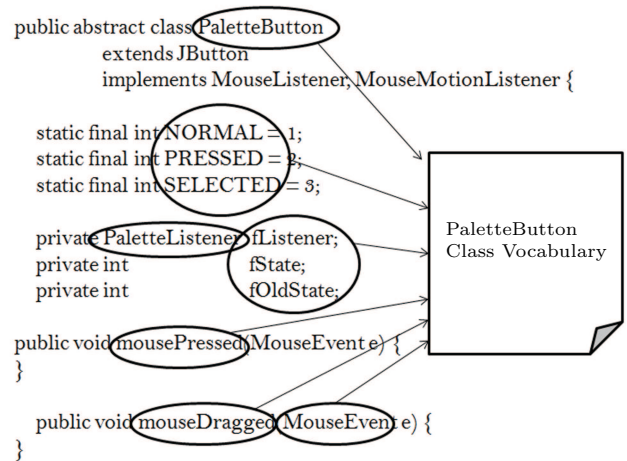 public abstract class PaletteButton
extends JButton
implements MouseListener, MouseMotionListener {
static final int NORMAL = 1;
static final int PRESSED = 2;
static final int SELECTED = 3;
private PaletteListener fListener;
private int fState;
private int fOldState;
public void mousePressed(MouseEvent e) {
}
public void mouseDragged(MouseEvent e) {
}
PaletteButton
Class Vocabulary